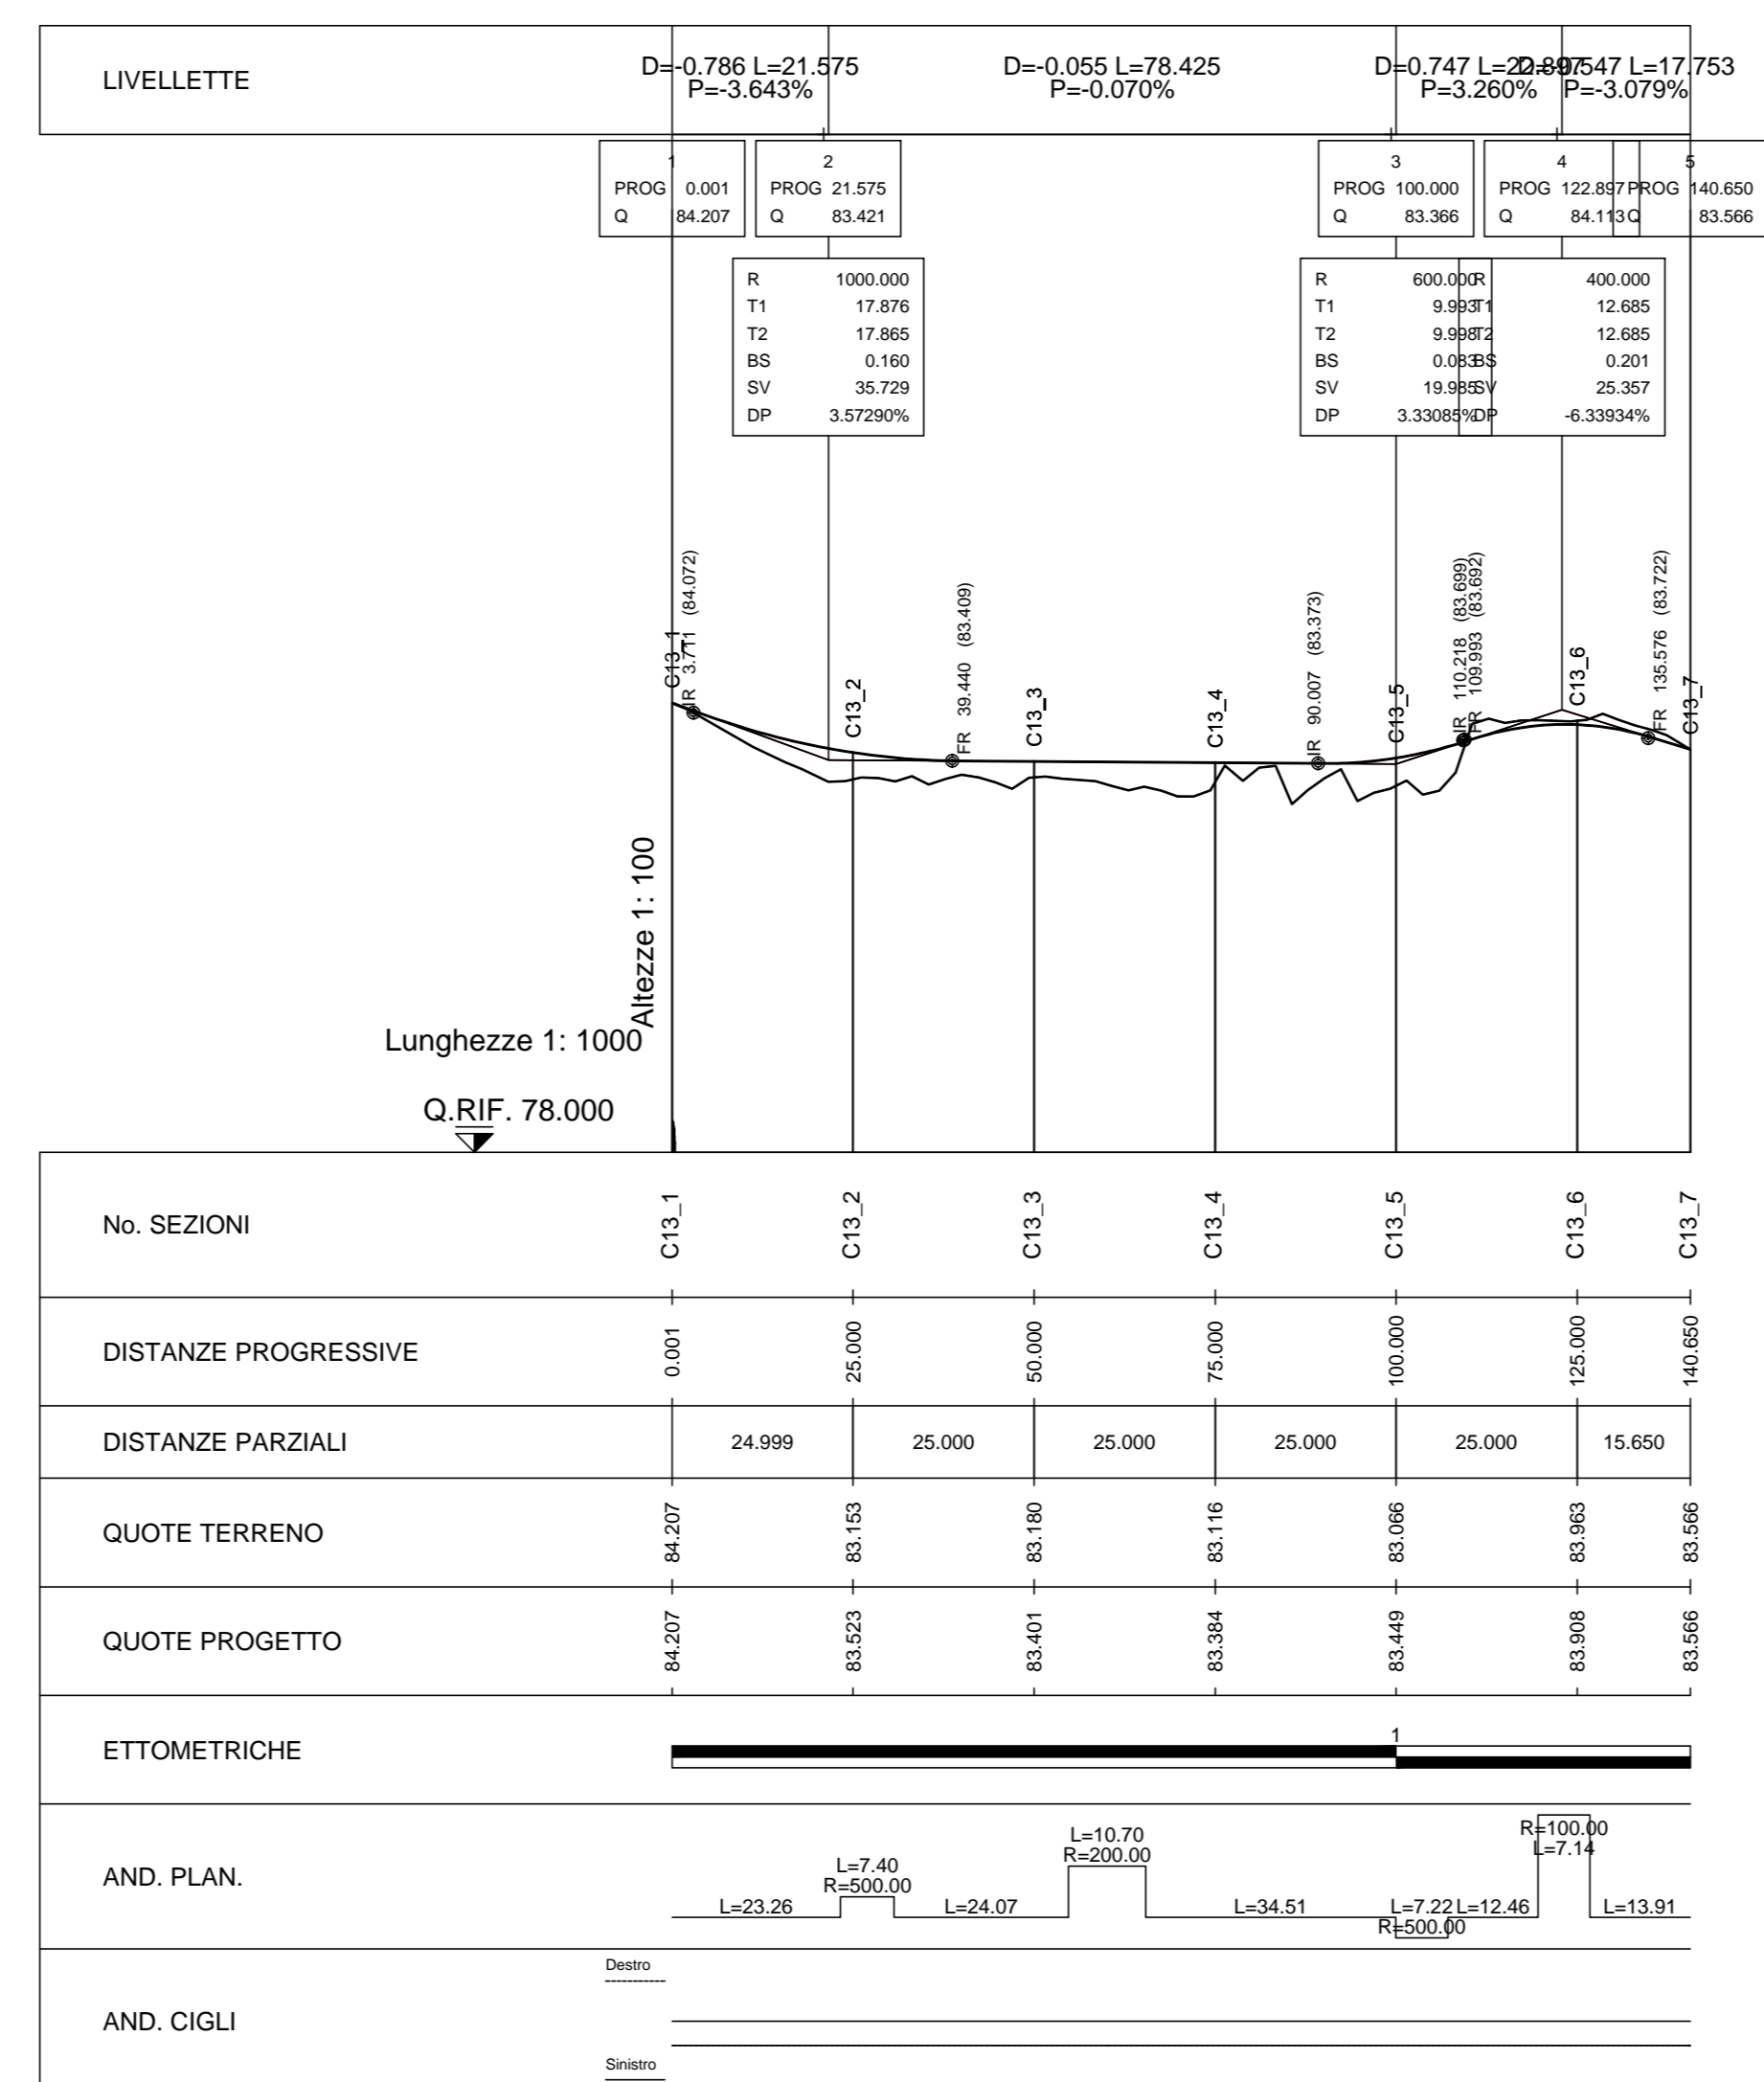 LIVELLETTE
D=-0.786 L=21.575
P=-3.643%
D=-0.055 L=78.425
P=-0.070%
D=0.747 L=22.897
P=3.260%
D=-0.547 L=17.753
P=-3.079%
1
PROG 0.001
Q 84.207
2
PROG 21.575
Q 83.421
3
PROG 100.000
Q 83.366
4
PROG 122.897
Q 84.113
5
PROG 140.650
Q 83.566
R 1000.000
T1 17.876
T2 17.865
BS 0.160
SV 35.729
DP 3.57290%
R 600.000
T1 9.993
T2 9.998
BS 0.083
SV 19.985
DP 3.33085%
R 400.000
T1 12.685
T2 12.685
BS 0.201
SV 25.357
DP -6.33934%
C13_1
IR 3.711 (84.072)
C13_2
FR 39.440 (83.409)
C13_3
C13_4
IR 90.007 (83.373)
C13_5
IR 110.218 (83.699)
FR 109.993 (83.692)
C13_6
FR 135.576 (83.722)
C13_7
Altezze 1: 100
Lunghezze 1: 1000
Q.RIF. 78.000
No. SEZIONI
C13_1 C13_2 C13_3 C13_4 C13_5 C13_6 C13_7
DISTANZE PROGRESSIVE
0.001 25.000 50.000 75.000 100.000 125.000 140.650
DISTANZE PARZIALI
24.999 25.000 25.000 25.000 25.000 15.650
QUOTE TERRENO
84.207 83.153 83.180 83.116 83.066 83.963 83.566
QUOTE PROGETTO
84.207 83.523 83.401 83.384 83.449 83.908 83.566
ETTOMETRICHE
1
AND. PLAN.
L=23.26
L=7.40
R=500.00
L=24.07
L=10.70
R=200.00
L=34.51
L=7.22
R=500.00
L=12.46
R=100.00
L=7.14
L=13.91
AND. CIGLI
Destro
Sinistro